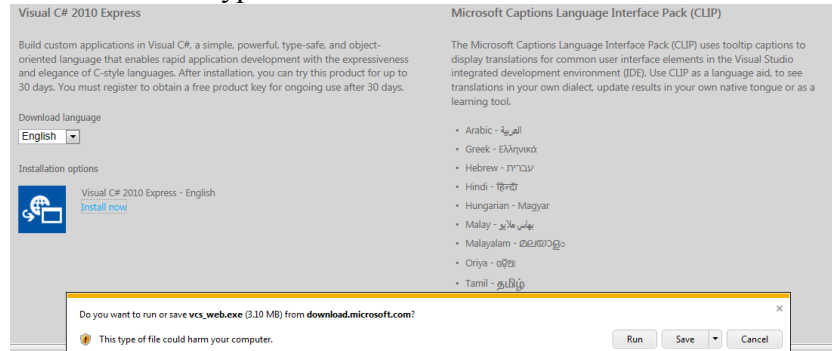 Visual C# 2010 Express
Build custom applications in Visual C#, a simple, powerful, type-safe, and object-
oriented language that enables rapid application development with the expressiveness
and elegance of C-style languages. After installation, you can try this product for up to
30 days. You must register to obtain a free product key for ongoing use after 30 days.
Download language
English
Installation options
Visual C# 2010 Express - English
Install now
Microsoft Captions Language Interface Pack (CLIP)
The Microsoft Captions Language Interface Pack (CLIP) uses tooltip captions to
display translations for common user interface elements in the Visual Studio
integrated development environment (IDE). Use CLIP as a language aid, to see
translations in your own dialect, update results in your own native tongue or as a
learning tool.
• Arabic - العربية
• Greek - Ελληνικά
• Hebrew - עברית
• Hindi - हिन्दी
• Hungarian - Magyar
• Malay - بهاس ملايو
• Malayalam - മലയാളം
• Oriya - ଓଡ଼ିଆ
• Tamil - தமிழ்
Do you want to run or save vcs_web.exe (3.10 MB) from download.microsoft.com?
This type of file could harm your computer.
Run
Save
Cancel